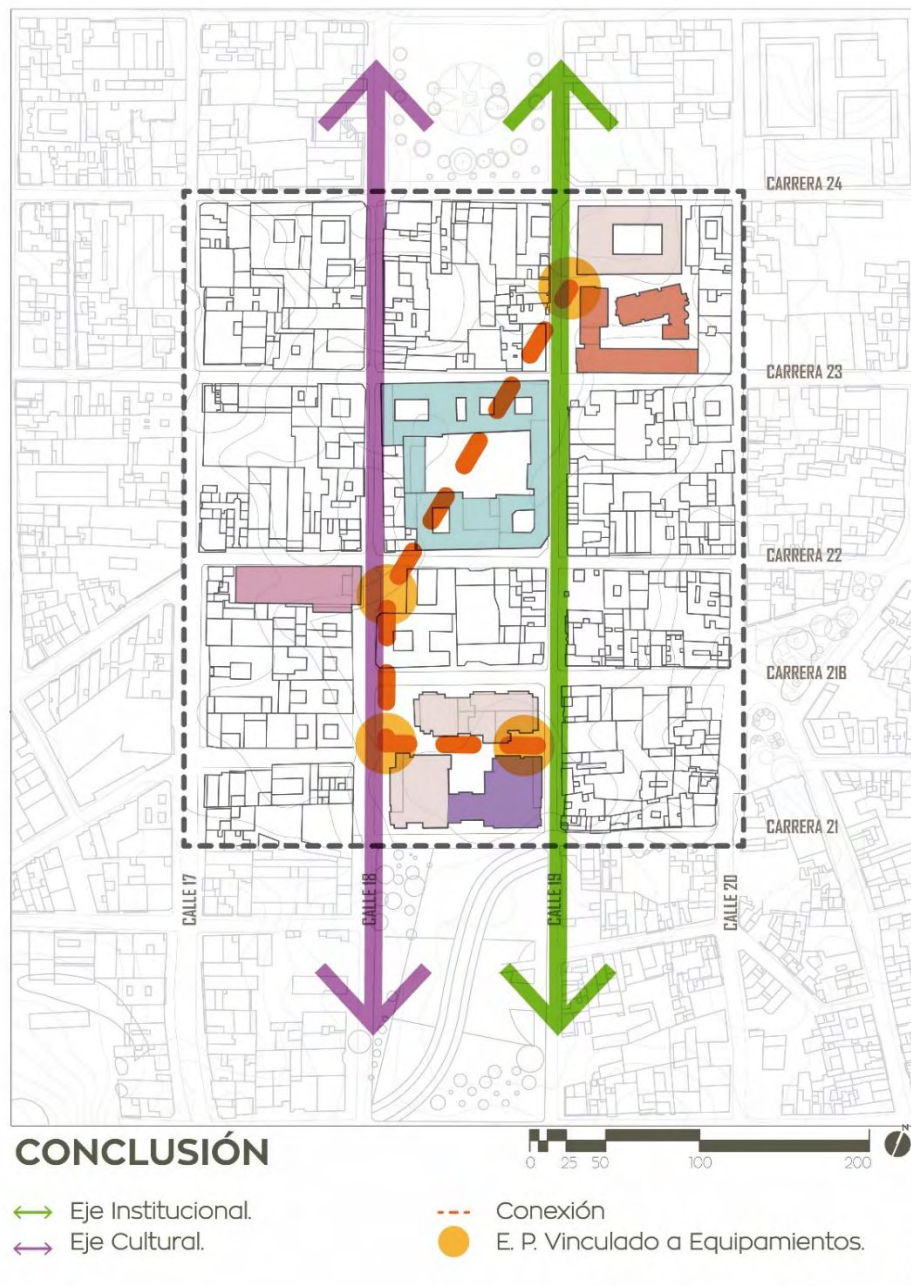 CARRERA 24
CARRERA 23
CARRERA 22
CARRERA 21B
CARRERA 21
CALLE 17
CALLE 18
CALLE 19
CALLE 20
CONCLUSIÓN
0 25 50 100 200
N
Eje Institucional.
Eje Cultural.
Conexión
E. P. Vinculado a Equipamientos.